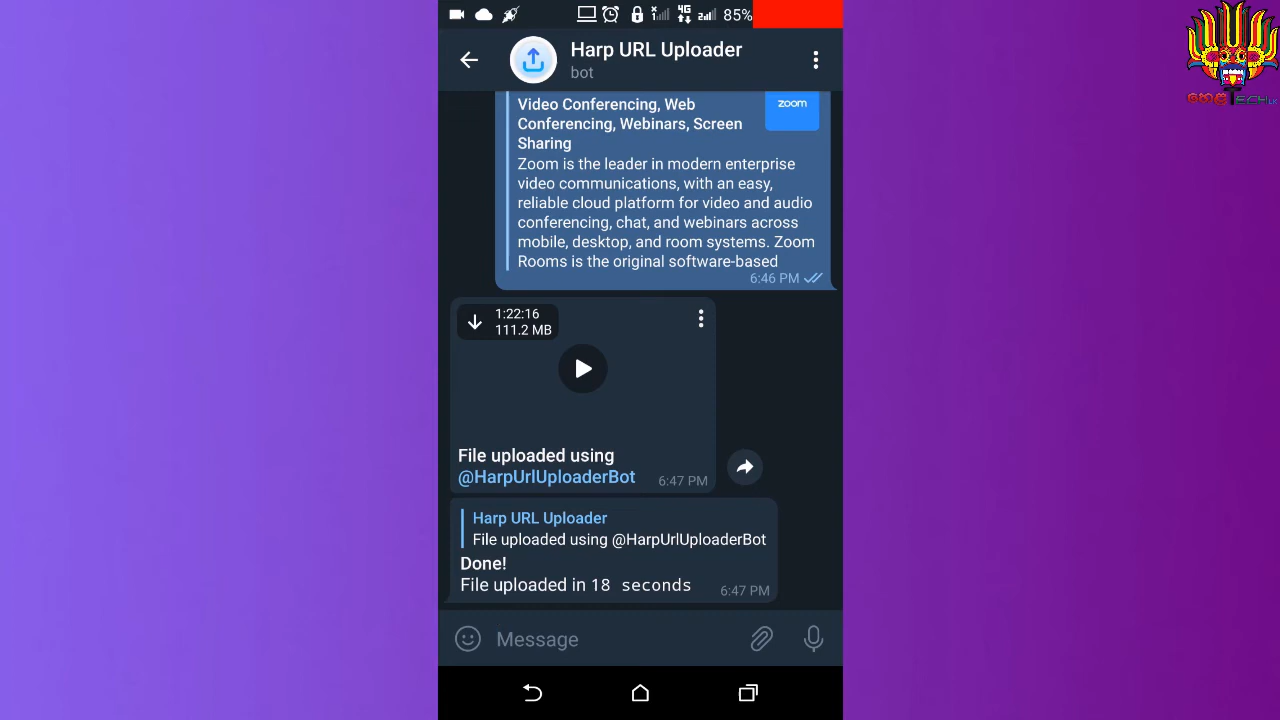 4G
85%
Harp URL Uploader
bot
Video Conferencing, Web
Conferencing, Webinars, Screen
Sharing
zoom
Zoom is the leader in modern enterprise
video communications, with an easy,
reliable cloud platform for video and audio
conferencing, chat, and webinars across
mobile, desktop, and room systems. Zoom
Rooms is the original software-based
6:46 PM
1:22:16
111.2 MB
File uploaded using
@HarpUrlUploaderBot
6:47 PM
Harp URL Uploader
File uploaded using @HarpUrlUploaderBot
Done!
File uploaded in 18 seconds
6:47 PM
Message